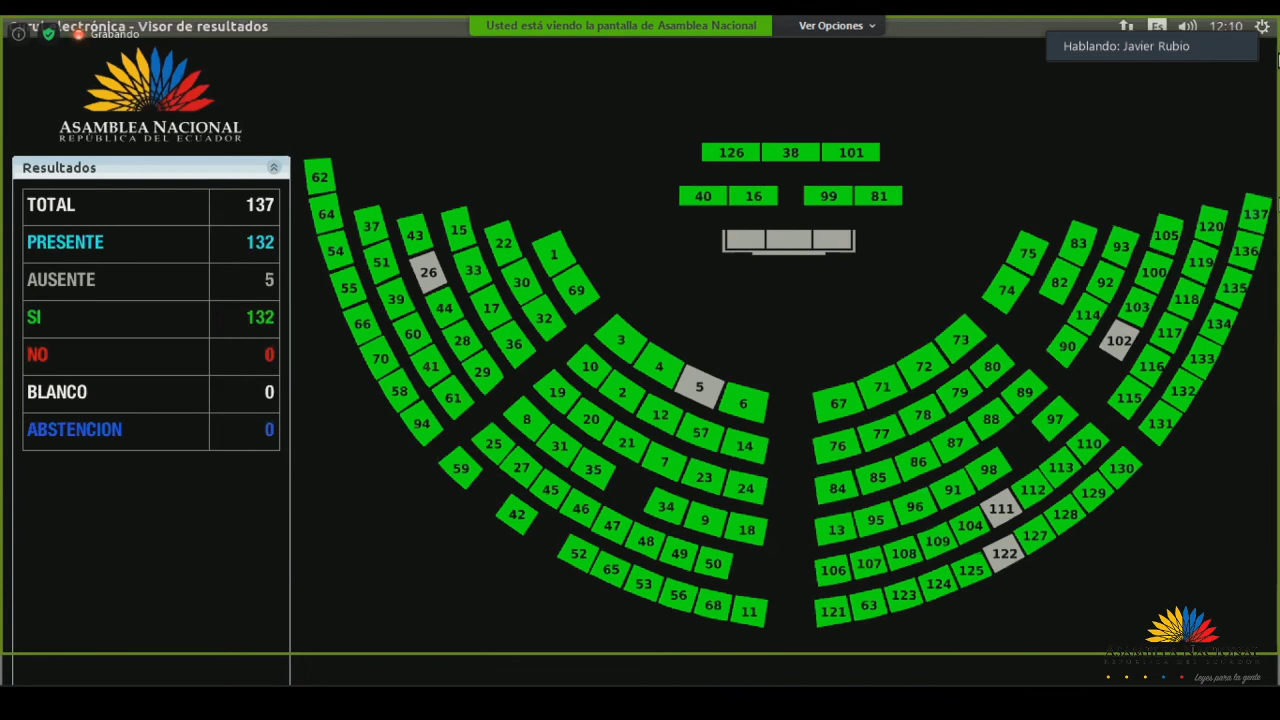 Electrónica - Visor de resultados
Grabando
Usted está viendo la pantalla de Asamblea Nacional
Ver Opciones
Es
12:10
Hablando: Javier Rubio
ASAMBLEA NACIONAL
REPÚBLICA DEL ECUADOR
Resultados
TOTAL 137
PRESENTE 132
AUSENTE 5
SI 132
NO 0
BLANCO 0
ABSTENCION 0
126 38 101
40 16 99 81
62 64 54 55 66 70 58 94
37 51 39 60 41 61
43 26 44 28 29
15 33 17 36
22 30 32
1 69
3 4 5 6
10 2 12 57 14
19 20 21 7 23 24
8 31 35 34 9 18
25 27 45 46 47 48 49 50
59 42 52 65 53 56 68 11
75 74
83 82
93 92 114 90
105 100 103 102
120 119 118 117 116 115
137 136 135 134 133 132 131
67 71 72 73
76 77 78 79 80
84 85 86 87 88 89
13 95 96 91 98 97
106 107 108 109 104 111 112 113 110
121 63 123 124 125 122 127 128 129 130
ASAMBLEA NACIONAL
REPÚBLICA DEL ECUADOR
Leyes para la gente